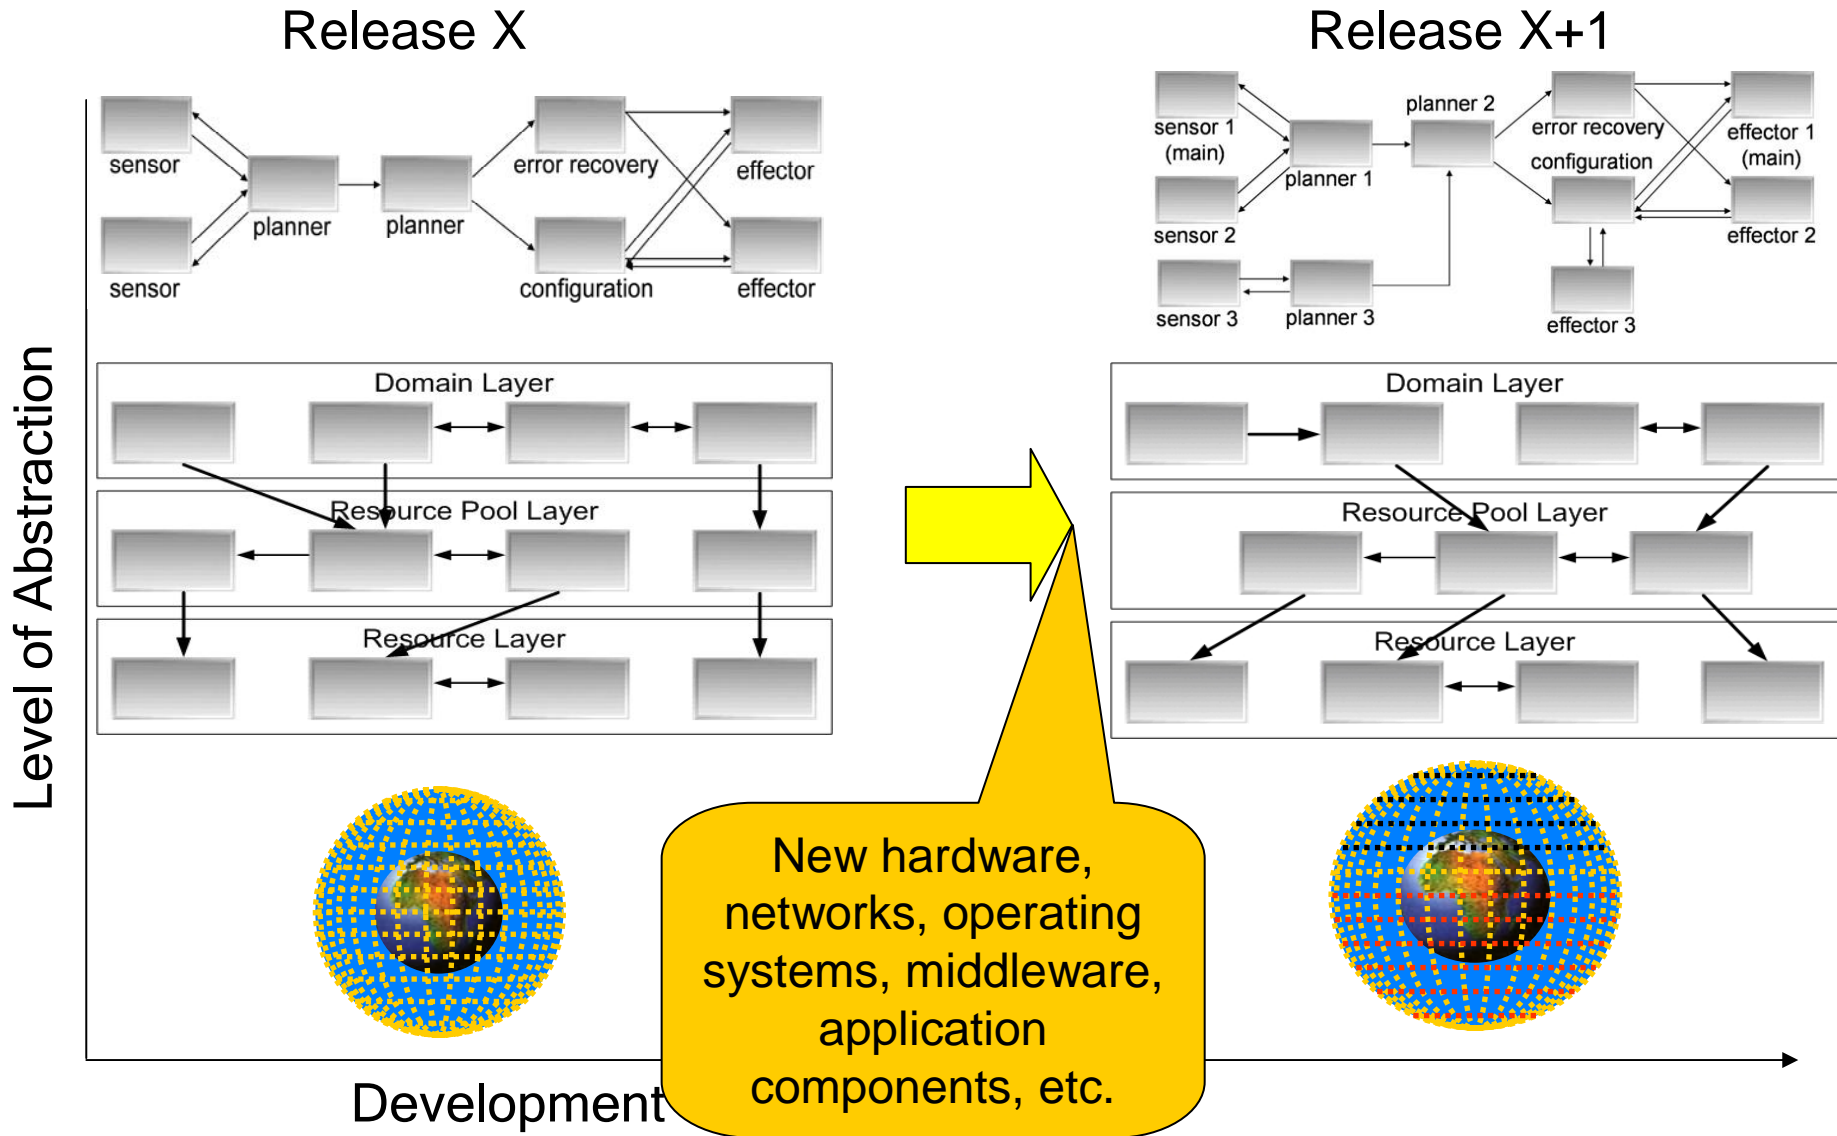 Release X
Release X+1
sensor
sensor
planner
planner
error recovery
configuration
effector
effector
sensor 1
(main)
sensor 2
sensor 3
planner 1
planner 2
planner 3
error recovery
configuration
effector 1
(main)
effector 2
effector 3
Level of Abstraction
Domain Layer
Resource Pool Layer
Resource Layer
Domain Layer
Resource Pool Layer
Resource Layer
New hardware,
networks, operating
systems, middleware,
application
components, etc.
Development